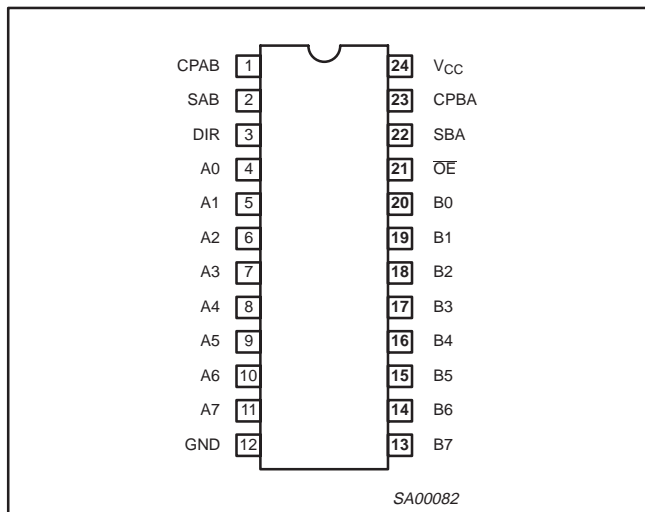 CPAB 1 24 VCC
SAB 2 23 CPBA
DIR 3 22 SBA
A0 4 21 O̅E̅
A1 5 20 B0
A2 6 19 B1
A3 7 18 B2
A4 8 17 B3
A5 9 16 B4
A6 10 15 B5
A7 11 14 B6
GND 12 13 B7
SA00082